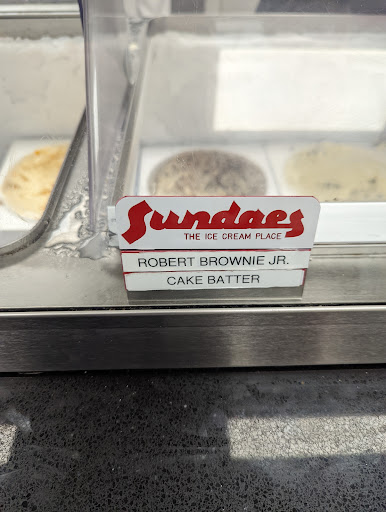 Sundaes
THE ICE CREAM PLACE
ROBERT BROWNIE JR.
CAKE BATTER